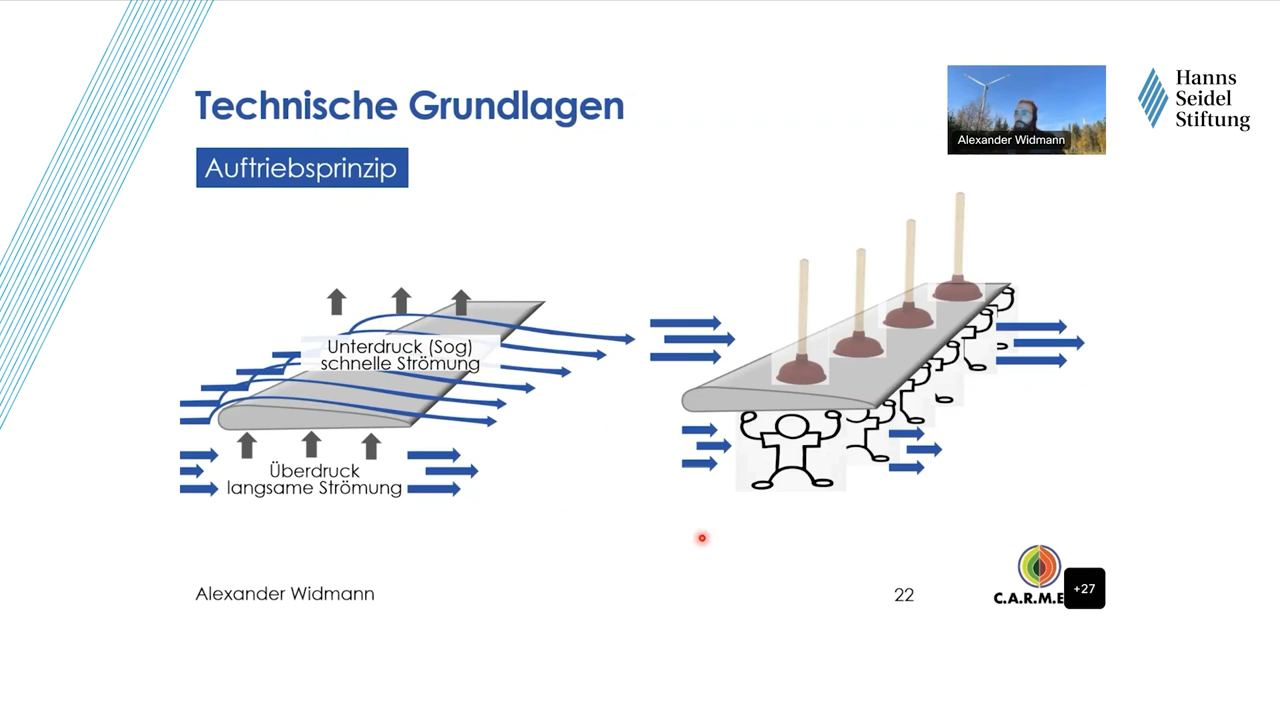 Technische Grundlagen
Alexander Widmann
Hanns
Seidel
Stiftung
Auftriebsprinzip
Unterdruck (Sog)
schnelle Strömung
Überdruck
langsame Strömung
Alexander Widmann
22
C.A.R.M.E
+27